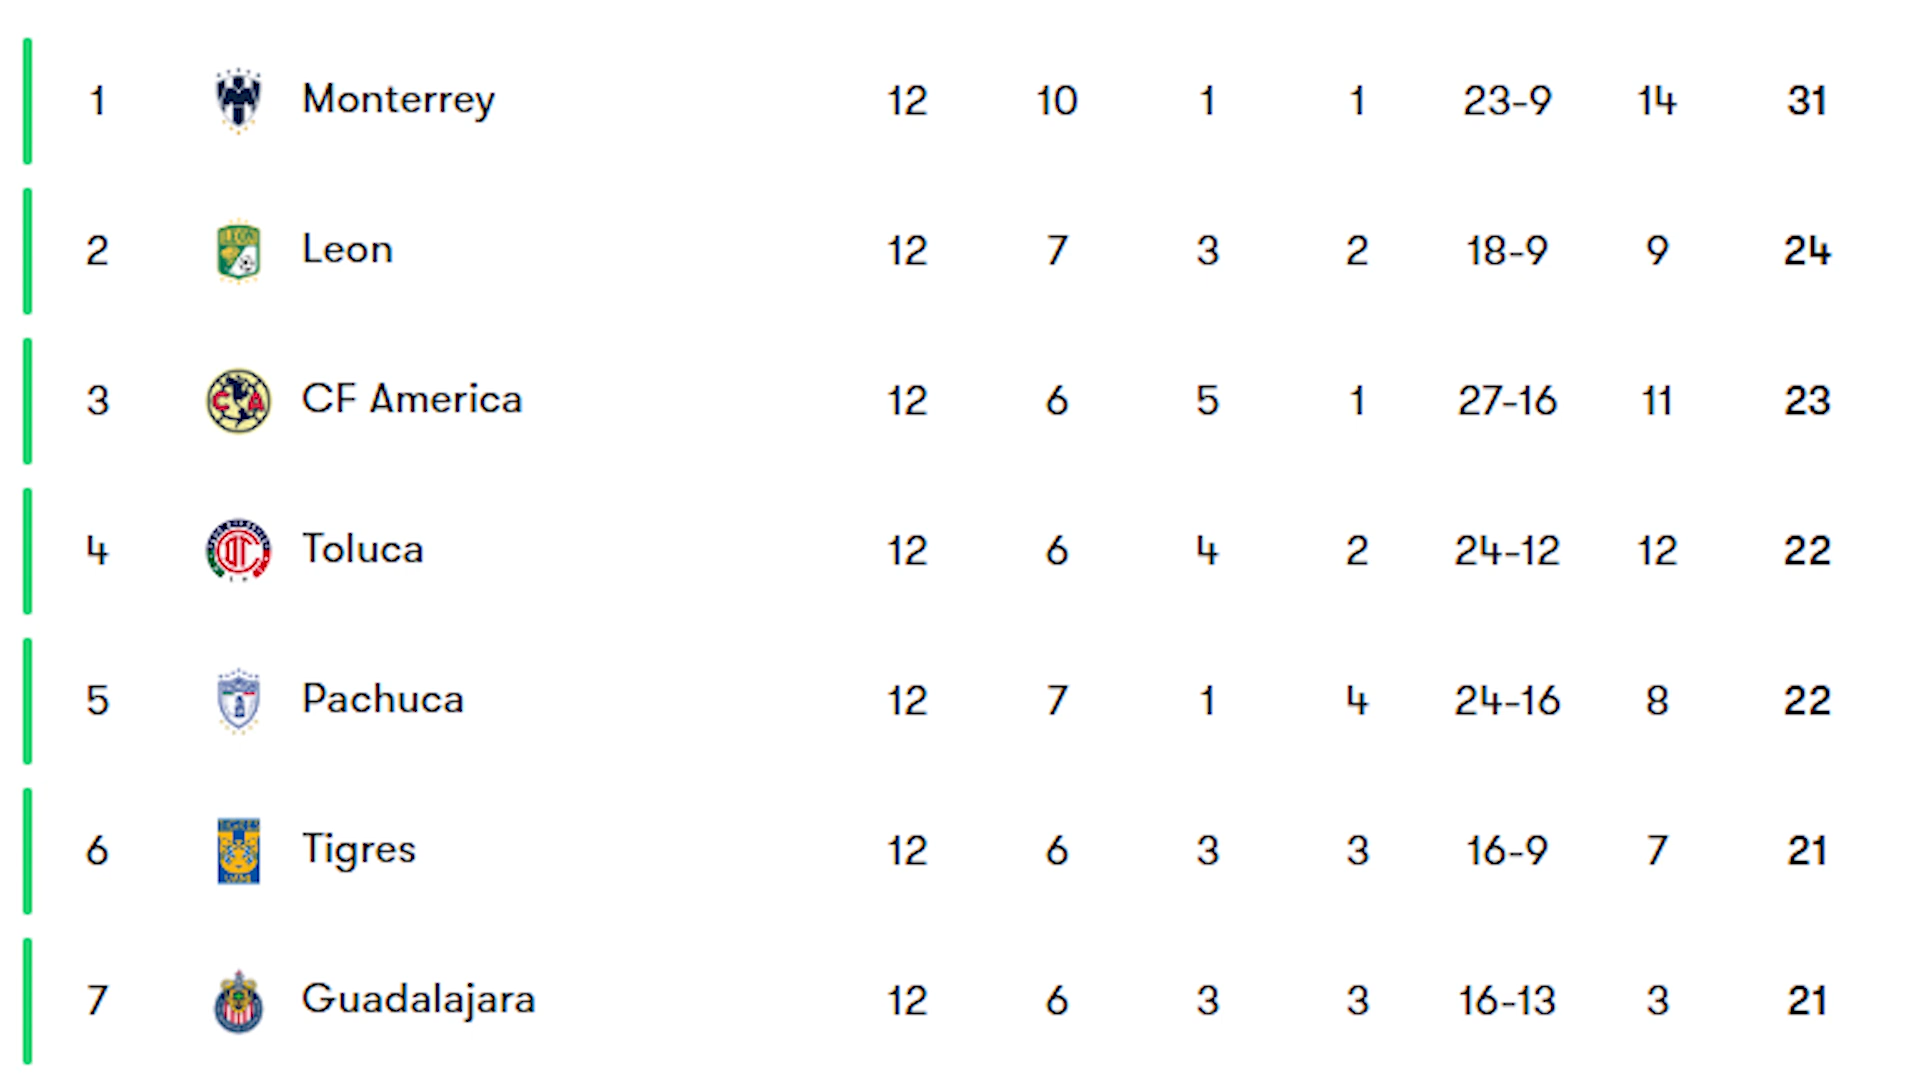 1 Monterrey 12 10 1 1 23-9 14 31
2 Leon 12 7 3 2 18-9 9 24
3 CF America 12 6 5 1 27-16 11 23
4 Toluca 12 6 4 2 24-12 12 22
5 Pachuca 12 7 1 4 24-16 8 22
6 Tigres 12 6 3 3 16-9 7 21
7 Guadalajara 12 6 3 3 16-13 3 21